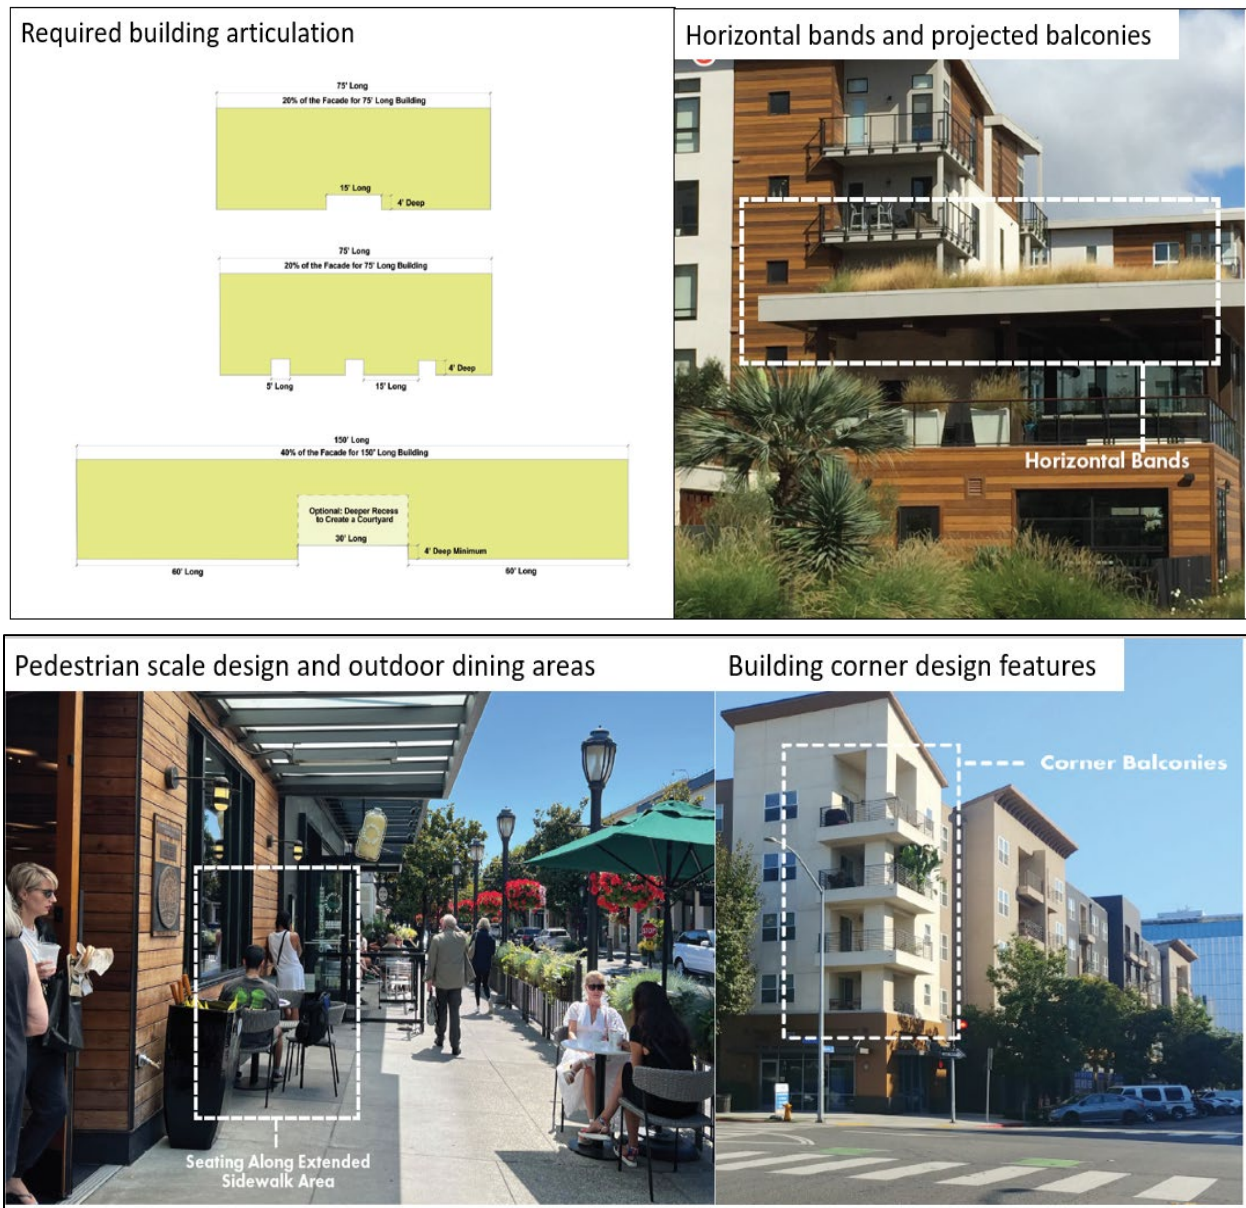 Required building articulation
75' Long
20% of the Facade for 75' Long Building
15' Long
4' Deep
75' Long
20% of the Facade for 75' Long Building
4' Deep
5' Long
15' Long
150' Long
40% of the Facade for 150' Long Building
Optional: Deeper Recess
to Create a Courtyard
30' Long
4' Deep Minimum
60' Long
60' Long
Horizontal bands and projected balconies
Horizontal Bands
Pedestrian scale design and outdoor dining areas
STOP
Seating Along Extended
Sidewalk Area
Building corner design features
Corner Balconies